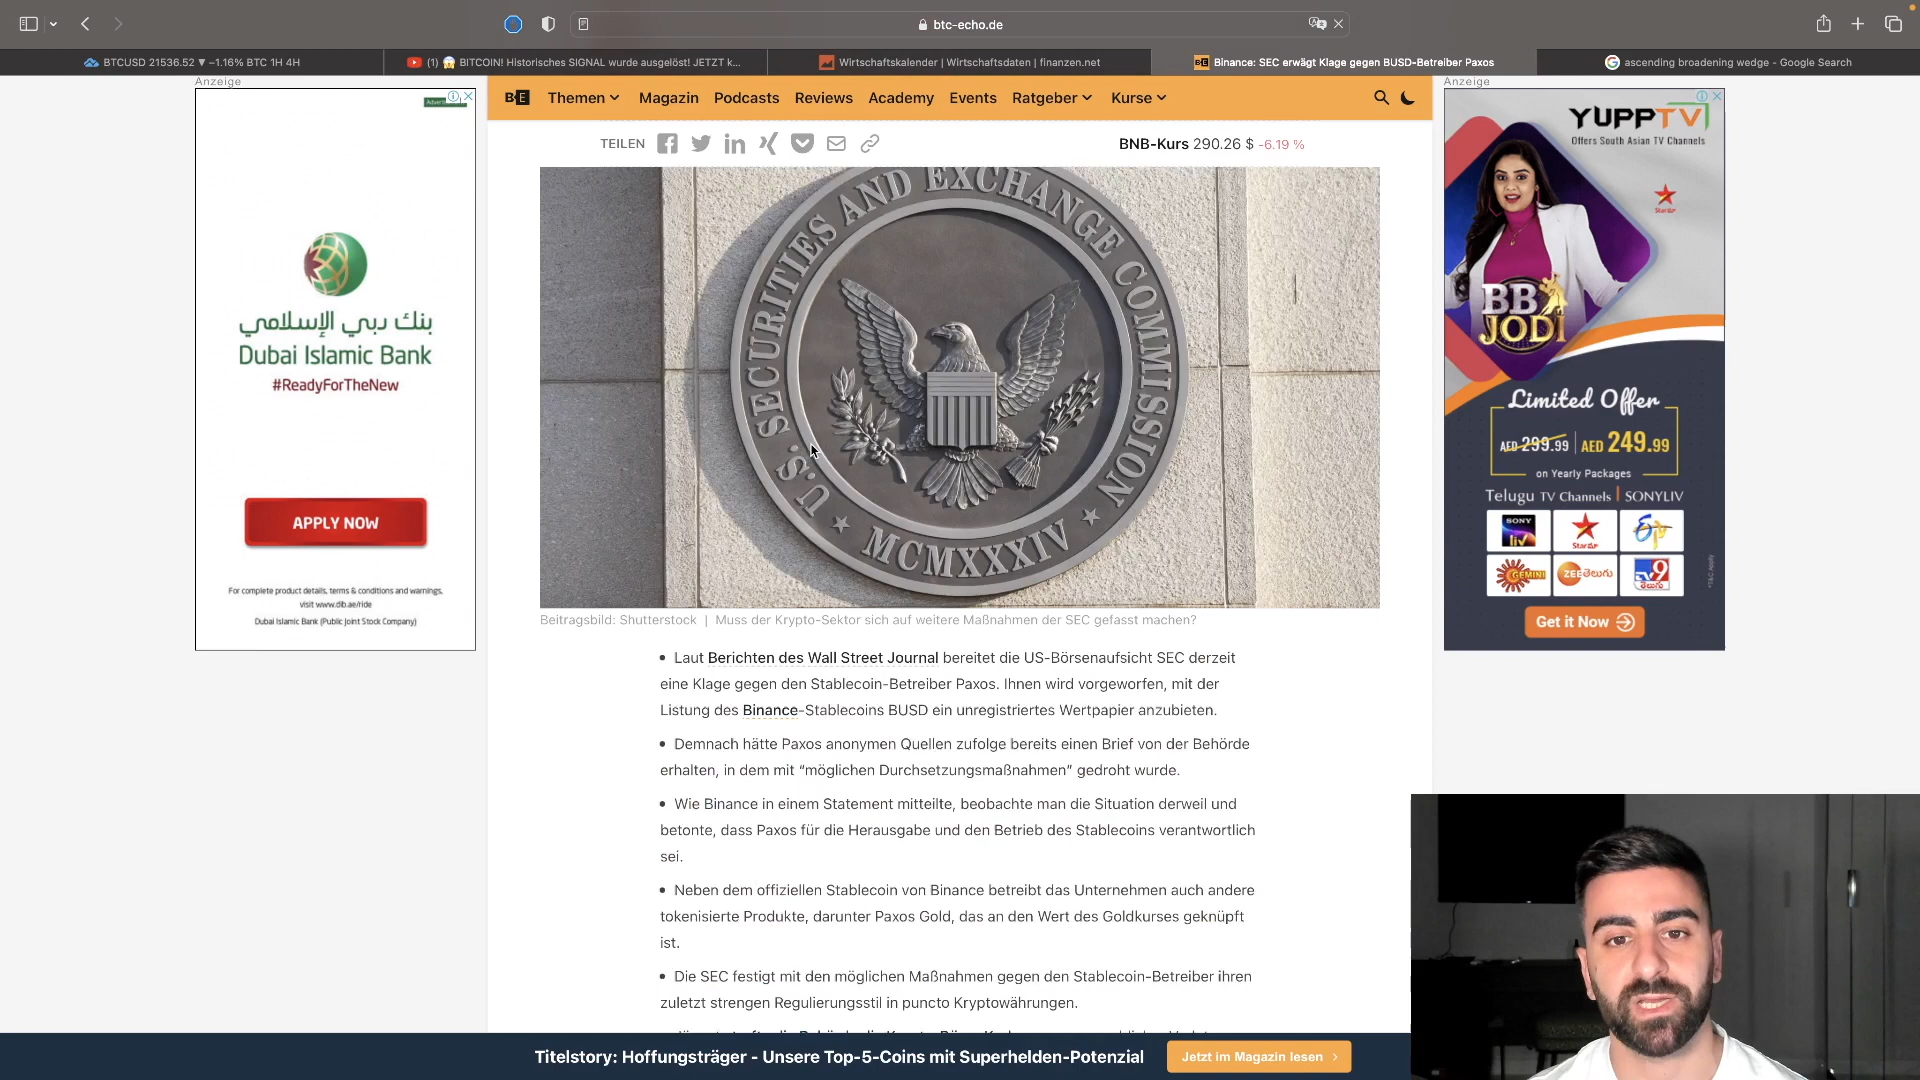 btc-echo.de
BTCUSD 21536.52 ▼ −1.16% BTC 1H 4H
(1) 😱 BITCOIN! Historisches SIGNAL wurde ausgelöst! JETZT k...
Wirtschaftskalender | Wirtschaftsdaten | finanzen.net
Binance: SEC erwägt Klage gegen BUSD-Betreiber Paxos
ascending broadening wedge - Google Search
Anzeige
بنك دبي الإسلامي
Dubai Islamic Bank
#ReadyForTheNew
APPLY NOW
For complete product details, terms & conditions and warnings,
visit www.dib.ae/ride
Dubai Islamic Bank (Public Joint Stock Company)
BE Themen Magazin Podcasts Reviews Academy Events Ratgeber Kurse
TEILEN
BNB-Kurs 290.26 $ -6.19 %
U.S. SECURITIES AND EXCHANGE COMMISSION
MCMXXXIV
Beitragsbild: Shutterstock | Muss der Krypto-Sektor sich auf weitere Maßnahmen der SEC gefasst machen?
• Laut Berichten des Wall Street Journal bereitet die US-Börsenaufsicht SEC derzeit
eine Klage gegen den Stablecoin-Betreiber Paxos. Ihnen wird vorgeworfen, mit der
Listung des Binance-Stablecoins BUSD ein unregistriertes Wertpapier anzubieten.
• Demnach hätte Paxos anonymen Quellen zufolge bereits einen Brief von der Behörde
erhalten, in dem mit “möglichen Durchsetzungsmaßnahmen” gedroht wurde.
• Wie Binance in einem Statement mitteilte, beobachte man die Situation derweil und
betonte, dass Paxos für die Herausgabe und den Betrieb des Stablecoins verantwortlich
sei.
• Neben dem offiziellen Stablecoin von Binance betreibt das Unternehmen auch andere
tokenisierte Produkte, darunter Paxos Gold, das an den Wert des Goldkurses geknüpft
ist.
• Die SEC festigt mit den möglichen Maßnahmen gegen den Stablecoin-Betreiber ihren
zuletzt strengen Regulierungsstil in puncto Kryptowährungen.
Titelstory: Hoffungsträger - Unsere Top-5-Coins mit Superhelden-Potenzial
Jetzt im Magazin lesen
Anzeige
YUPPTV
Offers South Asian TV Channels
BB
JODI
Limited Offer
AED 299.99 | AED 249.99
on Yearly Packages
Telugu TV Channels | SONYLIV
SONY
liv
GEMINI
ZEE తెలుగు
TV9
తెలుగు
Get it Now